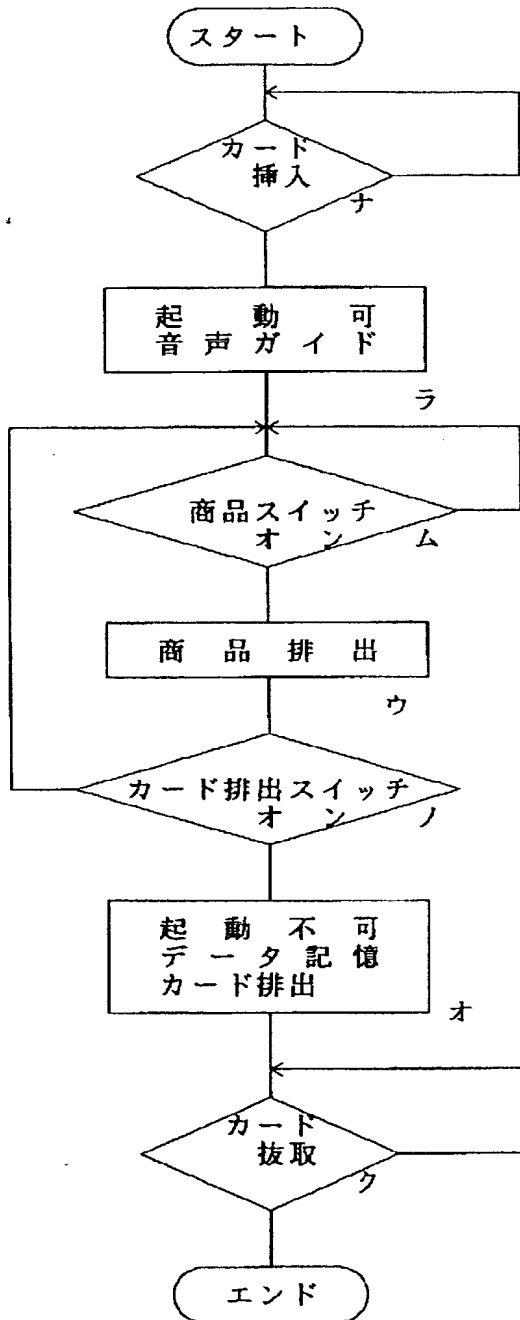 スタート
カード
挿入
ナ
起動可
音声ガイド
ラ
商品スイッチ
オン
ム
商品排出
ウ
カード排出スイッチ
オン
ノ
起動不可
データ記憶
カード排出
オ
カード
抜取
ク
エンド